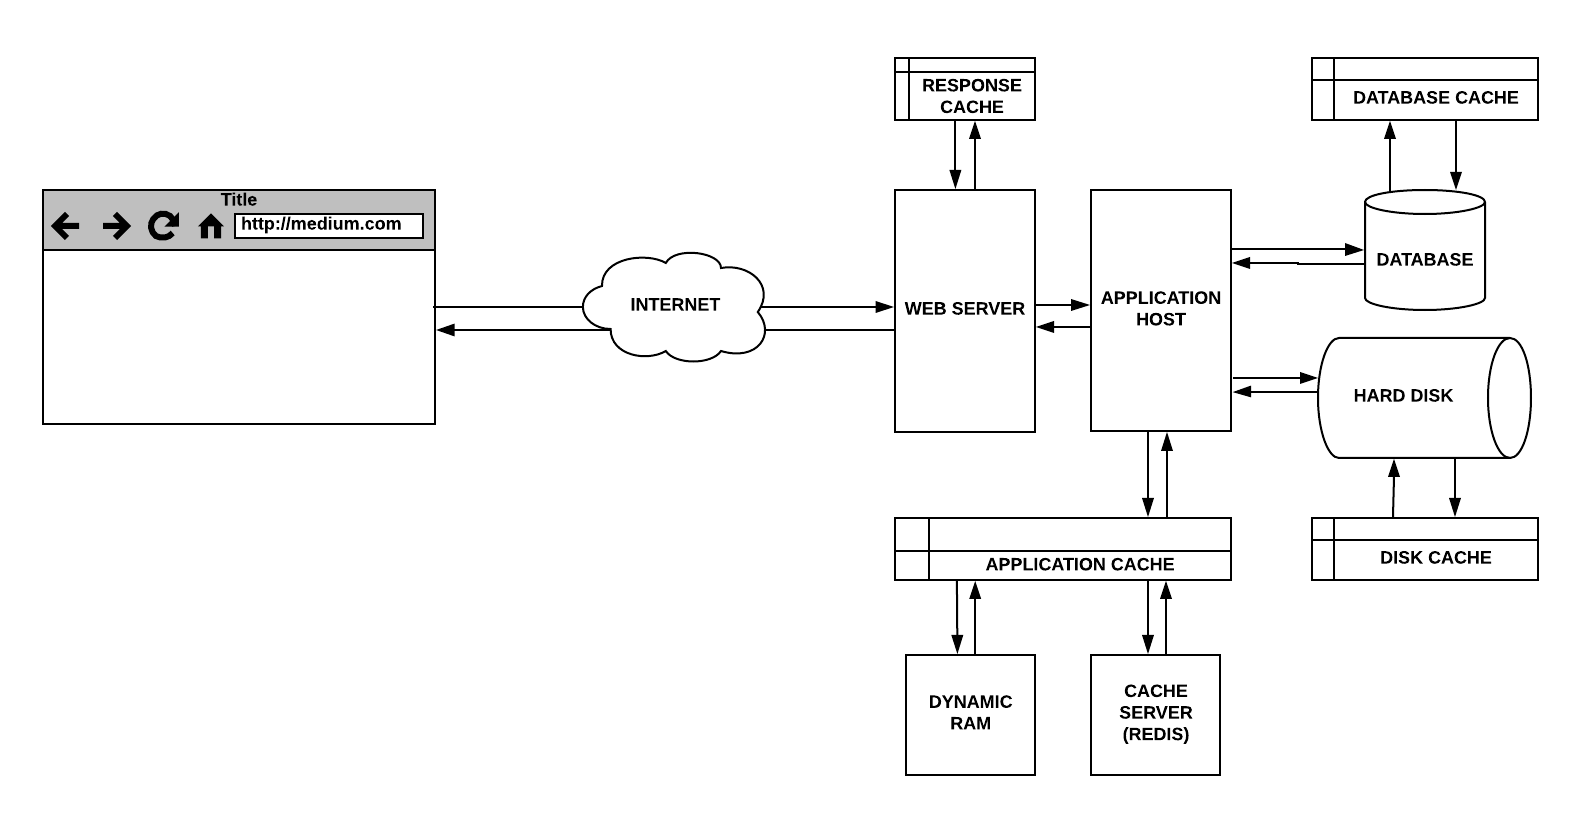 RESPONSE
CACHE
DATABASE CACHE
Title
http://medium.com
INTERNET
WEB SERVER
APPLICATION
HOST
DATABASE
HARD DISK
APPLICATION CACHE
DISK CACHE
DYNAMIC
RAM
CACHE
SERVER
(REDIS)